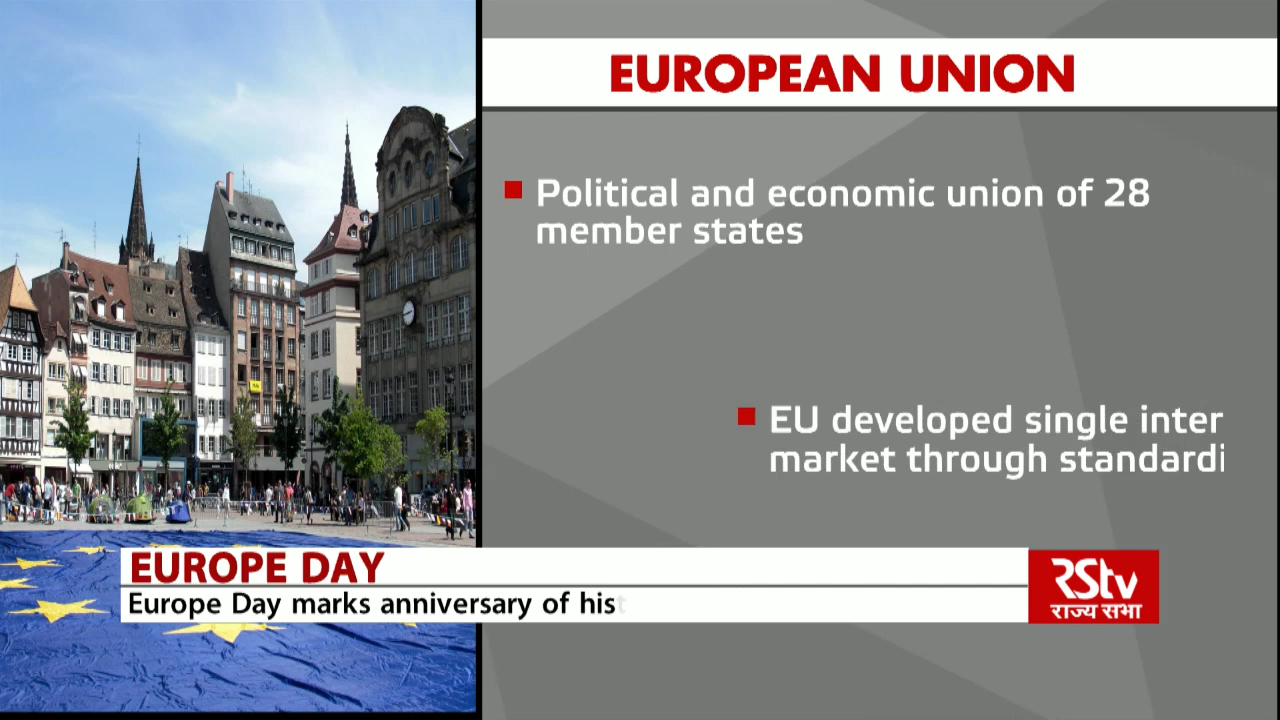 EUROPEAN UNION
Political and economic union of 28
member states
EU developed single inter
market through standardi
EUROPE DAY
Europe Day marks anniversary of his
RStv
राज्य सभा